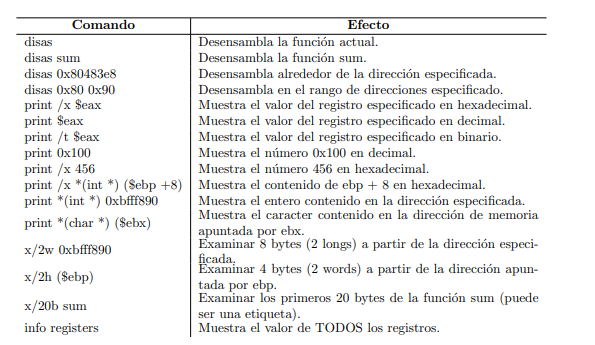 Comando Efecto
disas Desensambla la función actual.
disas sum Desensambla la función sum.
disas 0x80483e8 Desensambla alrededor de la dirección especificada.
disas 0x80 0x90 Desensambla en el rango de direcciones especificado.
print /x $eax Muestra el valor del registro especificado en hexadecimal.
print $eax Muestra el valor del registro especificado en decimal.
print /t $eax Muestra el valor del registro especificado en binario.
print 0x100 Muestra el número 0x100 en decimal.
print /x 456 Muestra el número 456 en hexadecimal.
print /x *(int *) ($ebp +8) Muestra el contenido de ebp + 8 en hexadecimal.
print *(int *) 0xbfff890 Muestra el entero contenido en la dirección especificada.
print *(char *) ($ebx) Muestra el caracter contenido en la dirección de memoria
apuntada por ebx.
x/2w 0xbfff890 Examinar 8 bytes (2 longs) a partir de la dirección especi-
ficada.
x/2h ($ebp) Examinar 4 bytes (2 words) a partir de la dirección apun-
tada por ebp.
x/20b sum Examinar los primeros 20 bytes de la función sum (puede
ser una etiqueta).
info registers Muestra el valor de TODOS los registros.